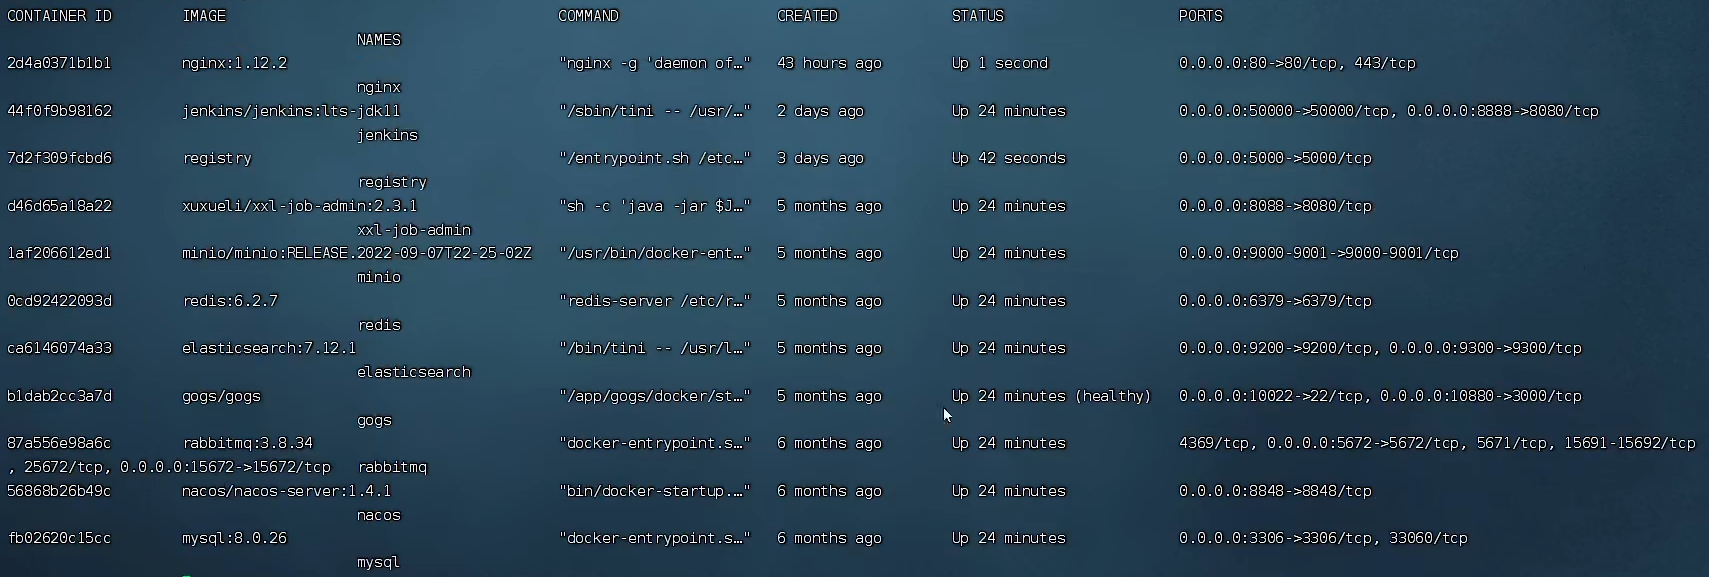 CONTAINER ID IMAGE COMMAND CREATED STATUS PORTS
NAMES
2d4a0371b1b1 nginx:1.12.2 "nginx -g 'daemon of…" 43 hours ago Up 1 second 0.0.0.0:80->80/tcp, 443/tcp
nginx
44f0f9b98162 jenkins/jenkins:lts-jdk11 "/sbin/tini -- /usr/…" 2 days ago Up 24 minutes 0.0.0.0:50000->50000/tcp, 0.0.0.0:8888->8080/tcp
jenkins
7d2f309fcbd6 registry "/entrypoint.sh /etc…" 3 days ago Up 42 seconds 0.0.0.0:5000->5000/tcp
registry
d46d65a18a22 xuxueli/xxl-job-admin:2.3.1 "sh -c 'java -jar $J…" 5 months ago Up 24 minutes 0.0.0.0:8088->8080/tcp
xxl-job-admin
1af206612ed1 minio/minio:RELEASE.2022-09-07T22-25-02Z "/usr/bin/docker-ent…" 5 months ago Up 24 minutes 0.0.0.0:9000-9001->9000-9001/tcp
minio
0cd92422093d redis:6.2.7 "redis-server /etc/r…" 5 months ago Up 24 minutes 0.0.0.0:6379->6379/tcp
redis
ca6146074a33 elasticsearch:7.12.1 "/bin/tini -- /usr/l…" 5 months ago Up 24 minutes 0.0.0.0:9200->9200/tcp, 0.0.0.0:9300->9300/tcp
elasticsearch
b1dab2cc3a7d gogs/gogs "/app/gogs/docker/st…" 5 months ago Up 24 minutes (healthy) 0.0.0.0:10022->22/tcp, 0.0.0.0:10880->3000/tcp
gogs
87a556e98a6c rabbitmq:3.8.34 "docker-entrypoint.s…" 6 months ago Up 24 minutes 4369/tcp, 0.0.0.0:5672->5672/tcp, 5671/tcp, 15691-15692/tcp
, 25672/tcp, 0.0.0.0:15672->15672/tcp rabbitmq
56868b26b49c nacos/nacos-server:1.4.1 "bin/docker-startup.…" 6 months ago Up 24 minutes 0.0.0.0:8848->8848/tcp
nacos
fb02620c15cc mysql:8.0.26 "docker-entrypoint.s…" 6 months ago Up 24 minutes 0.0.0.0:3306->3306/tcp, 33060/tcp
mysql